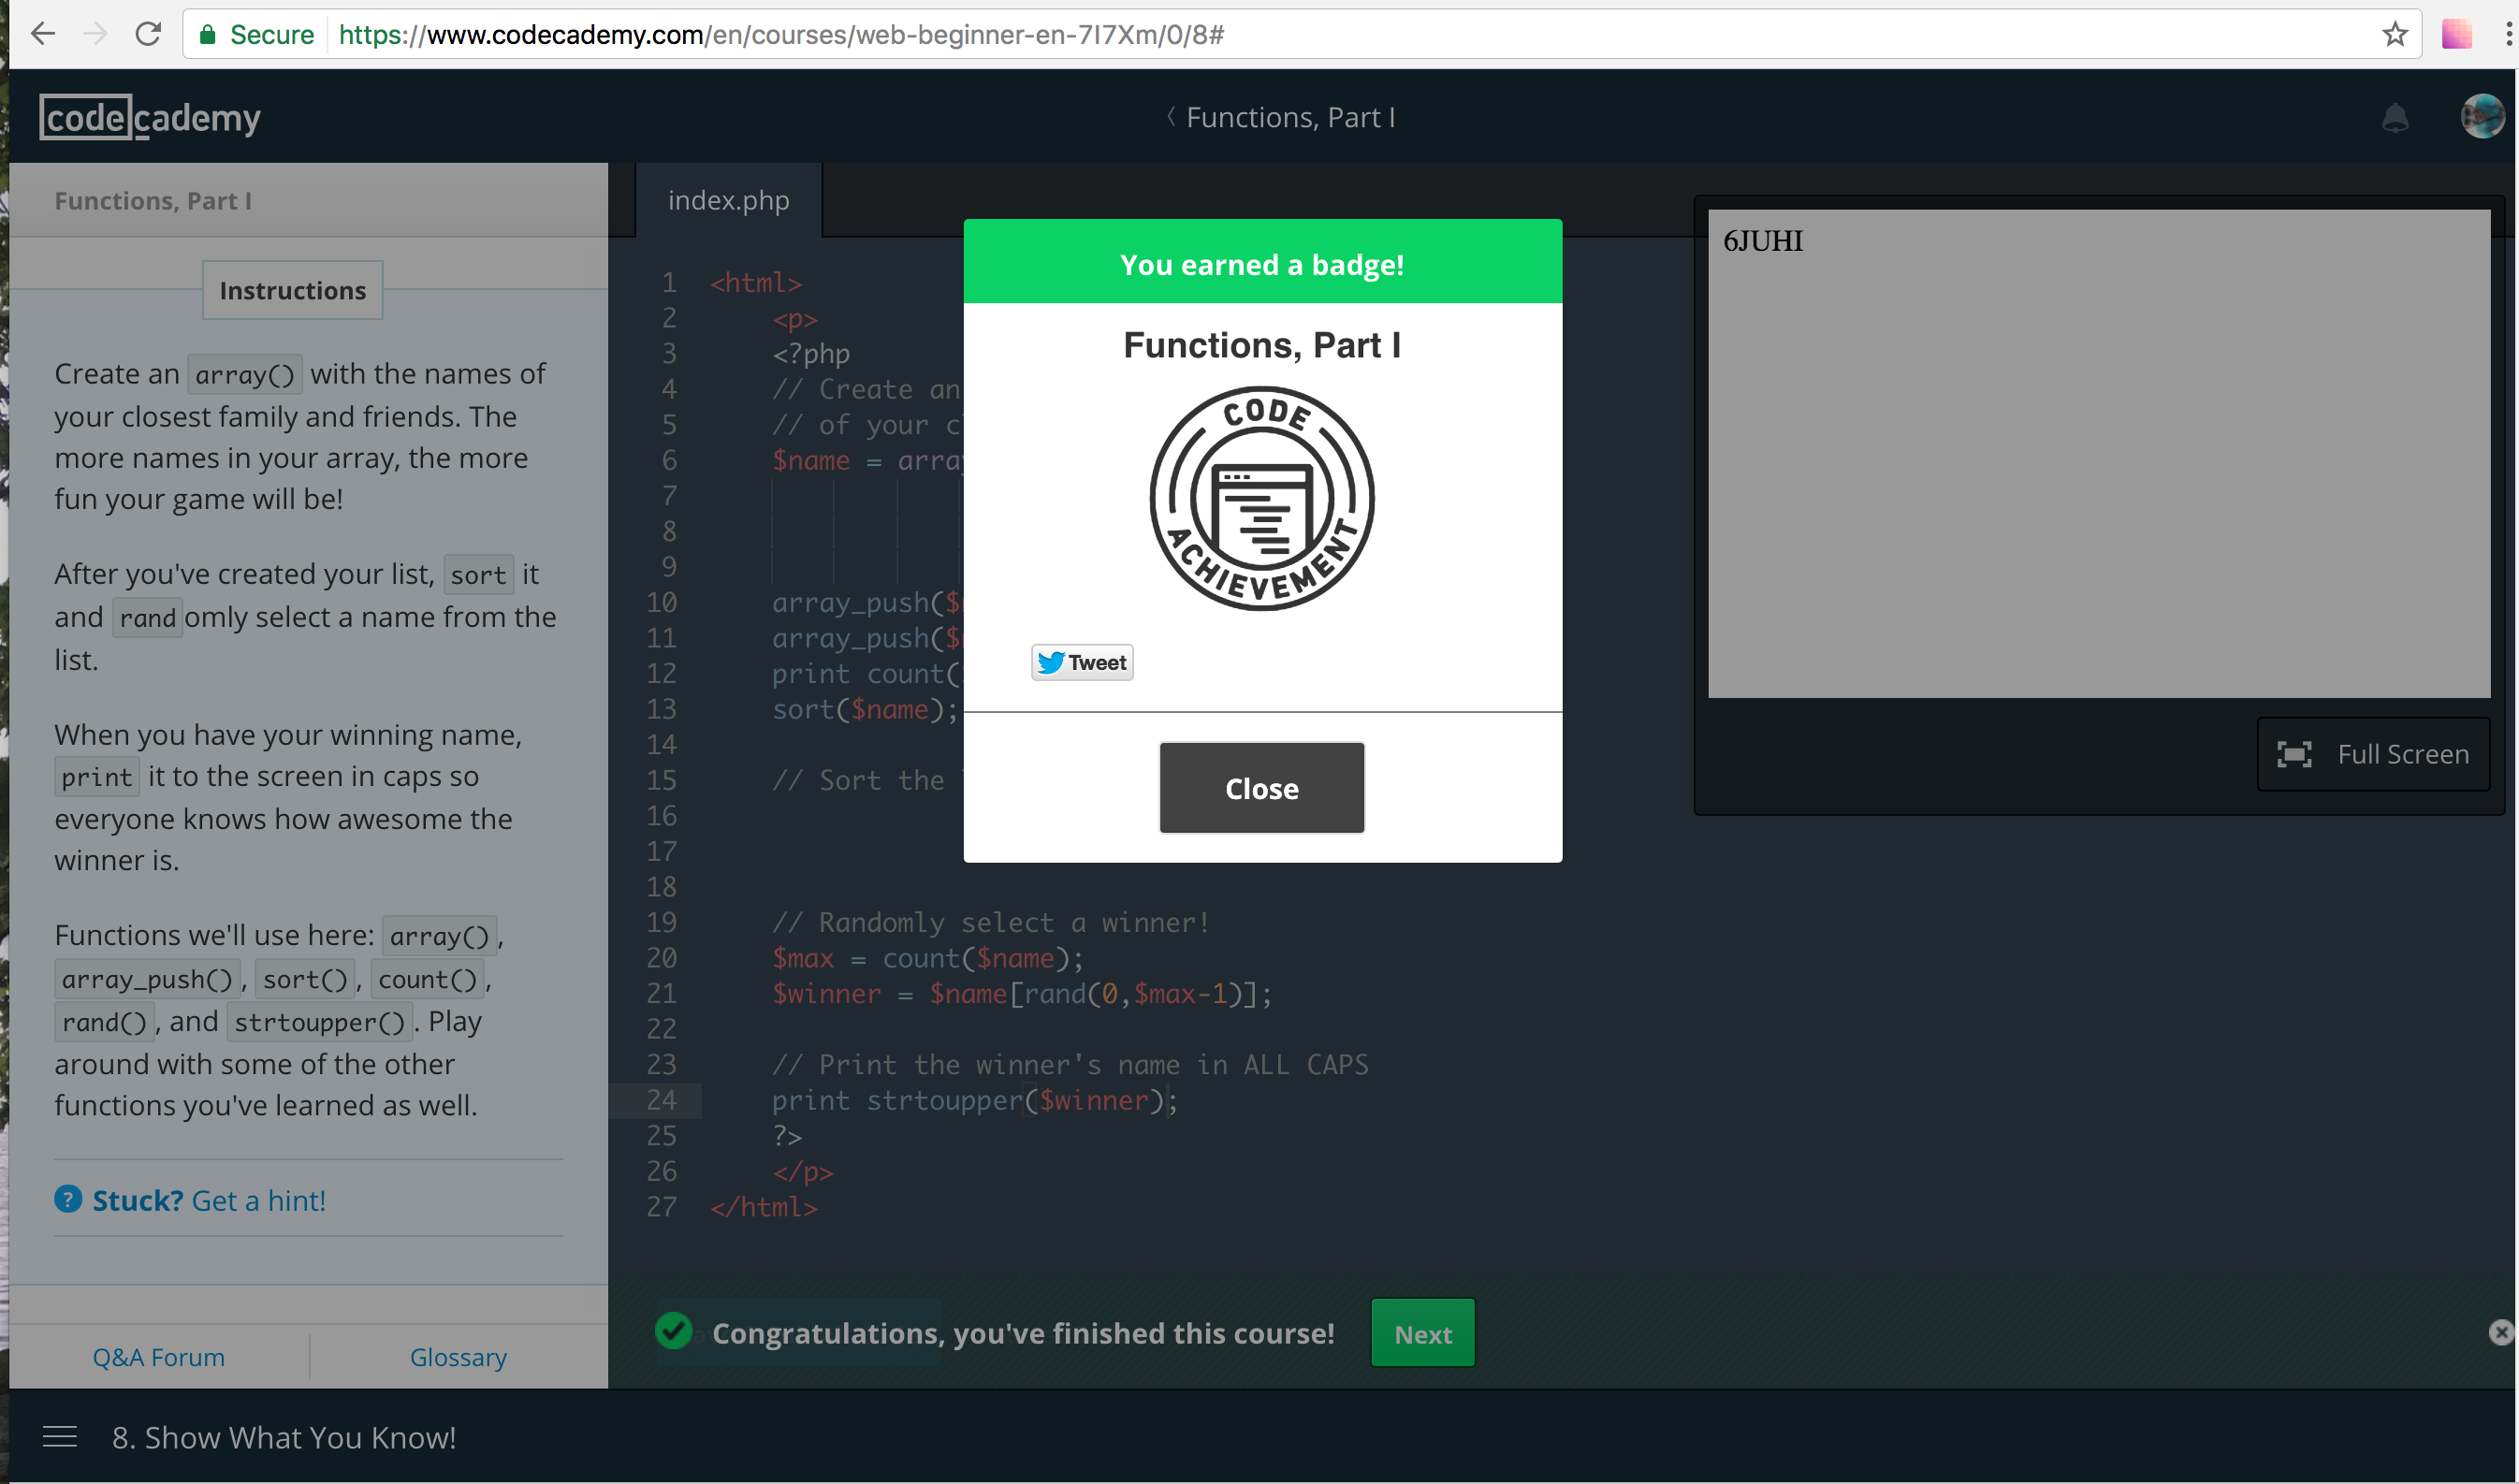 Secure https://www.codecademy.com/en/courses/web-beginner-en-7I7Xm/0/8#
codecademy
Functions, Part I
Functions, Part I
Instructions
Create an array() with the names of
your closest family and friends. The
more names in your array, the more
fun your game will be!
After you've created your list, sort it
and randomly select a name from the
list.
When you have your winning name,
print it to the screen in caps so
everyone knows how awesome the
winner is.
Functions we'll use here: array(),
array_push(), sort(), count(),
rand(), and strtoupper(). Play
around with some of the other
functions you've learned as well.
? Stuck? Get a hint!
Q&A Forum Glossary
index.php
1 <html>
2 <p>
3 <?php
4 // Create an
5 // of your
6 $name =
7
8
9
10 array_push($
11 array_push($
12 print count(
13 sort($name);
14
15 // Sort the
16
17
18
19 // Randomly select a winner!
20 $max = count($name);
21 $winner = $name[rand(0,$max-1)];
22
23 // Print the winner's name in ALL CAPS
24 print strtoupper($winner);
25 ?>
26 </p>
27 </html>
You earned a badge!
Functions, Part I
CODE
ACHIEVEMENT
Tweet
Close
6JUHI
Full Screen
Congratulations, you've finished this course! Next
8. Show What You Know!